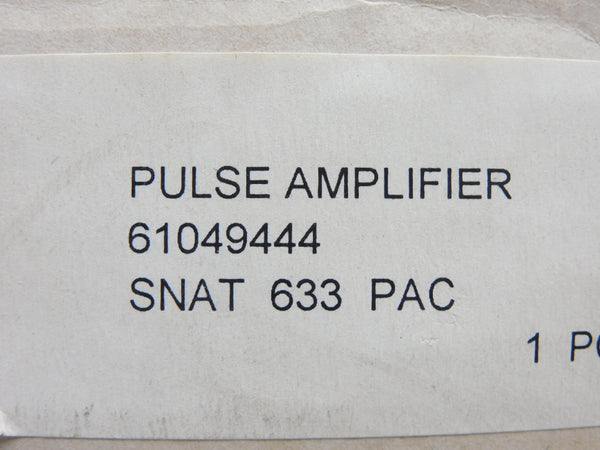 PULSE AMPLIFIER
61049444
SNAT 633 PAC
1